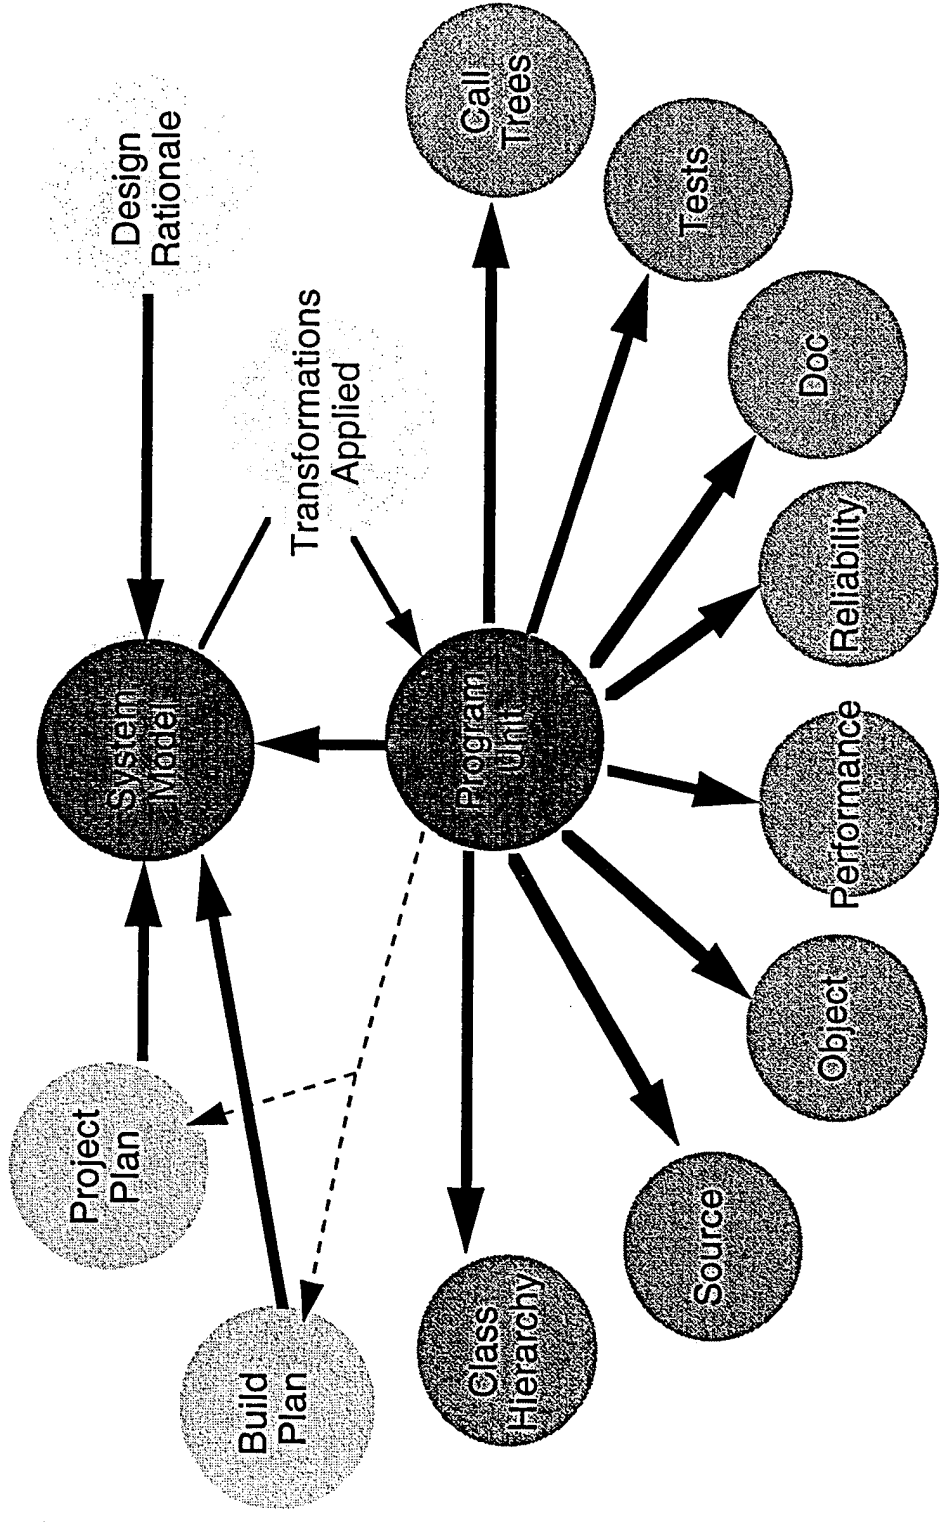 Project
Plan
System
Model
Design
Rationale
Build
Plan
Transformations
Applied
Class
Hierarchy
Program
Unit
Call
Trees
Source
Tests
Object
Performance
Reliability
Doc